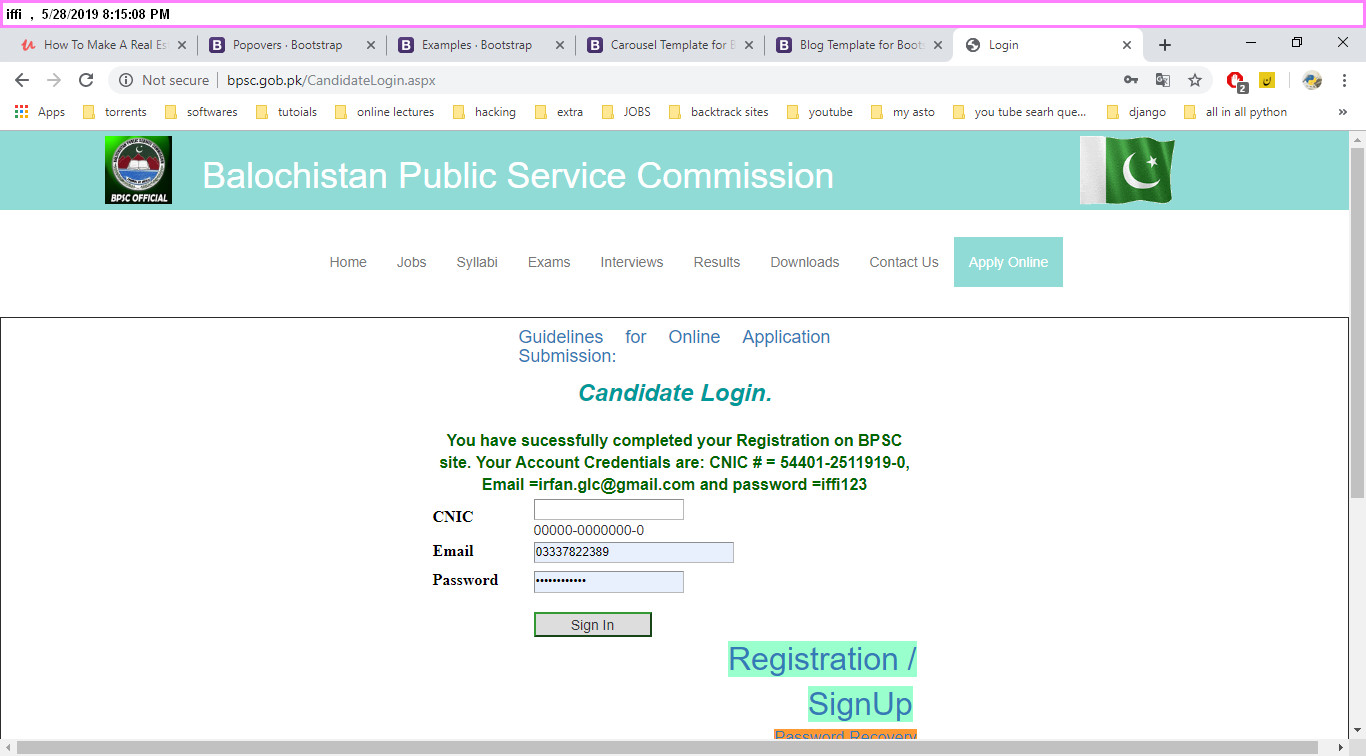 iffi , 5/28/2019 8:15:08 PM
How To Make A Real Es
Popovers · Bootstrap
Examples · Bootstrap
Carousel Template for B
Blog Template for Boots
Login
Not secure bpsc.gob.pk/CandidateLogin.aspx
2
Apps torrents softwares tutoials online lectures hacking extra JOBS backtrack sites youtube my asto you tube searh que... django all in all python »
BPSC OFFICIAL
Balochistan Public Service Commission
Home Jobs Syllabi Exams Interviews Results Downloads Contact Us Apply Online
Guidelines for Online Application
Submission:
Candidate Login.
You have sucessfully completed your Registration on BPSC
site. Your Account Credentials are: CNIC # = 54401-2511919-0,
Email =irfan.glc@gmail.com and password =iffi123
CNIC
00000-0000000-0
Email 03337822389
Password ••••••••••••
Sign In
Registration /
SignUp
Password Recovery